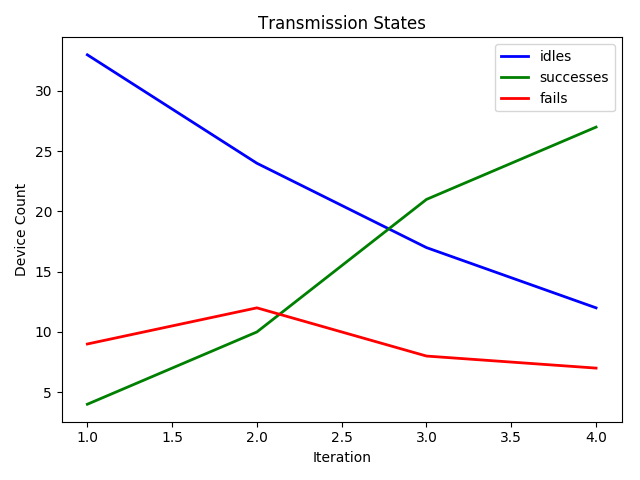 Transmission States
idles
successes
fails
Device Count
30
25
20
15
10
5
1.0 1.5 2.0 2.5 3.0 3.5 4.0
Iteration